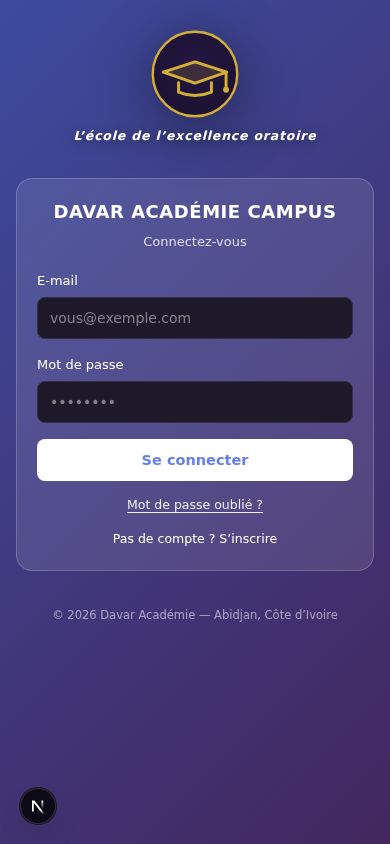 L’école de l’excellence oratoire
DAVAR ACADÉMIE CAMPUS
Connectez-vous
E-mail
vous@exemple.com
Mot de passe
••••••••
Se connecter
Mot de passe oublié ?
Pas de compte ? S’inscrire
© 2026 Davar Académie — Abidjan, Côte d’Ivoire
N